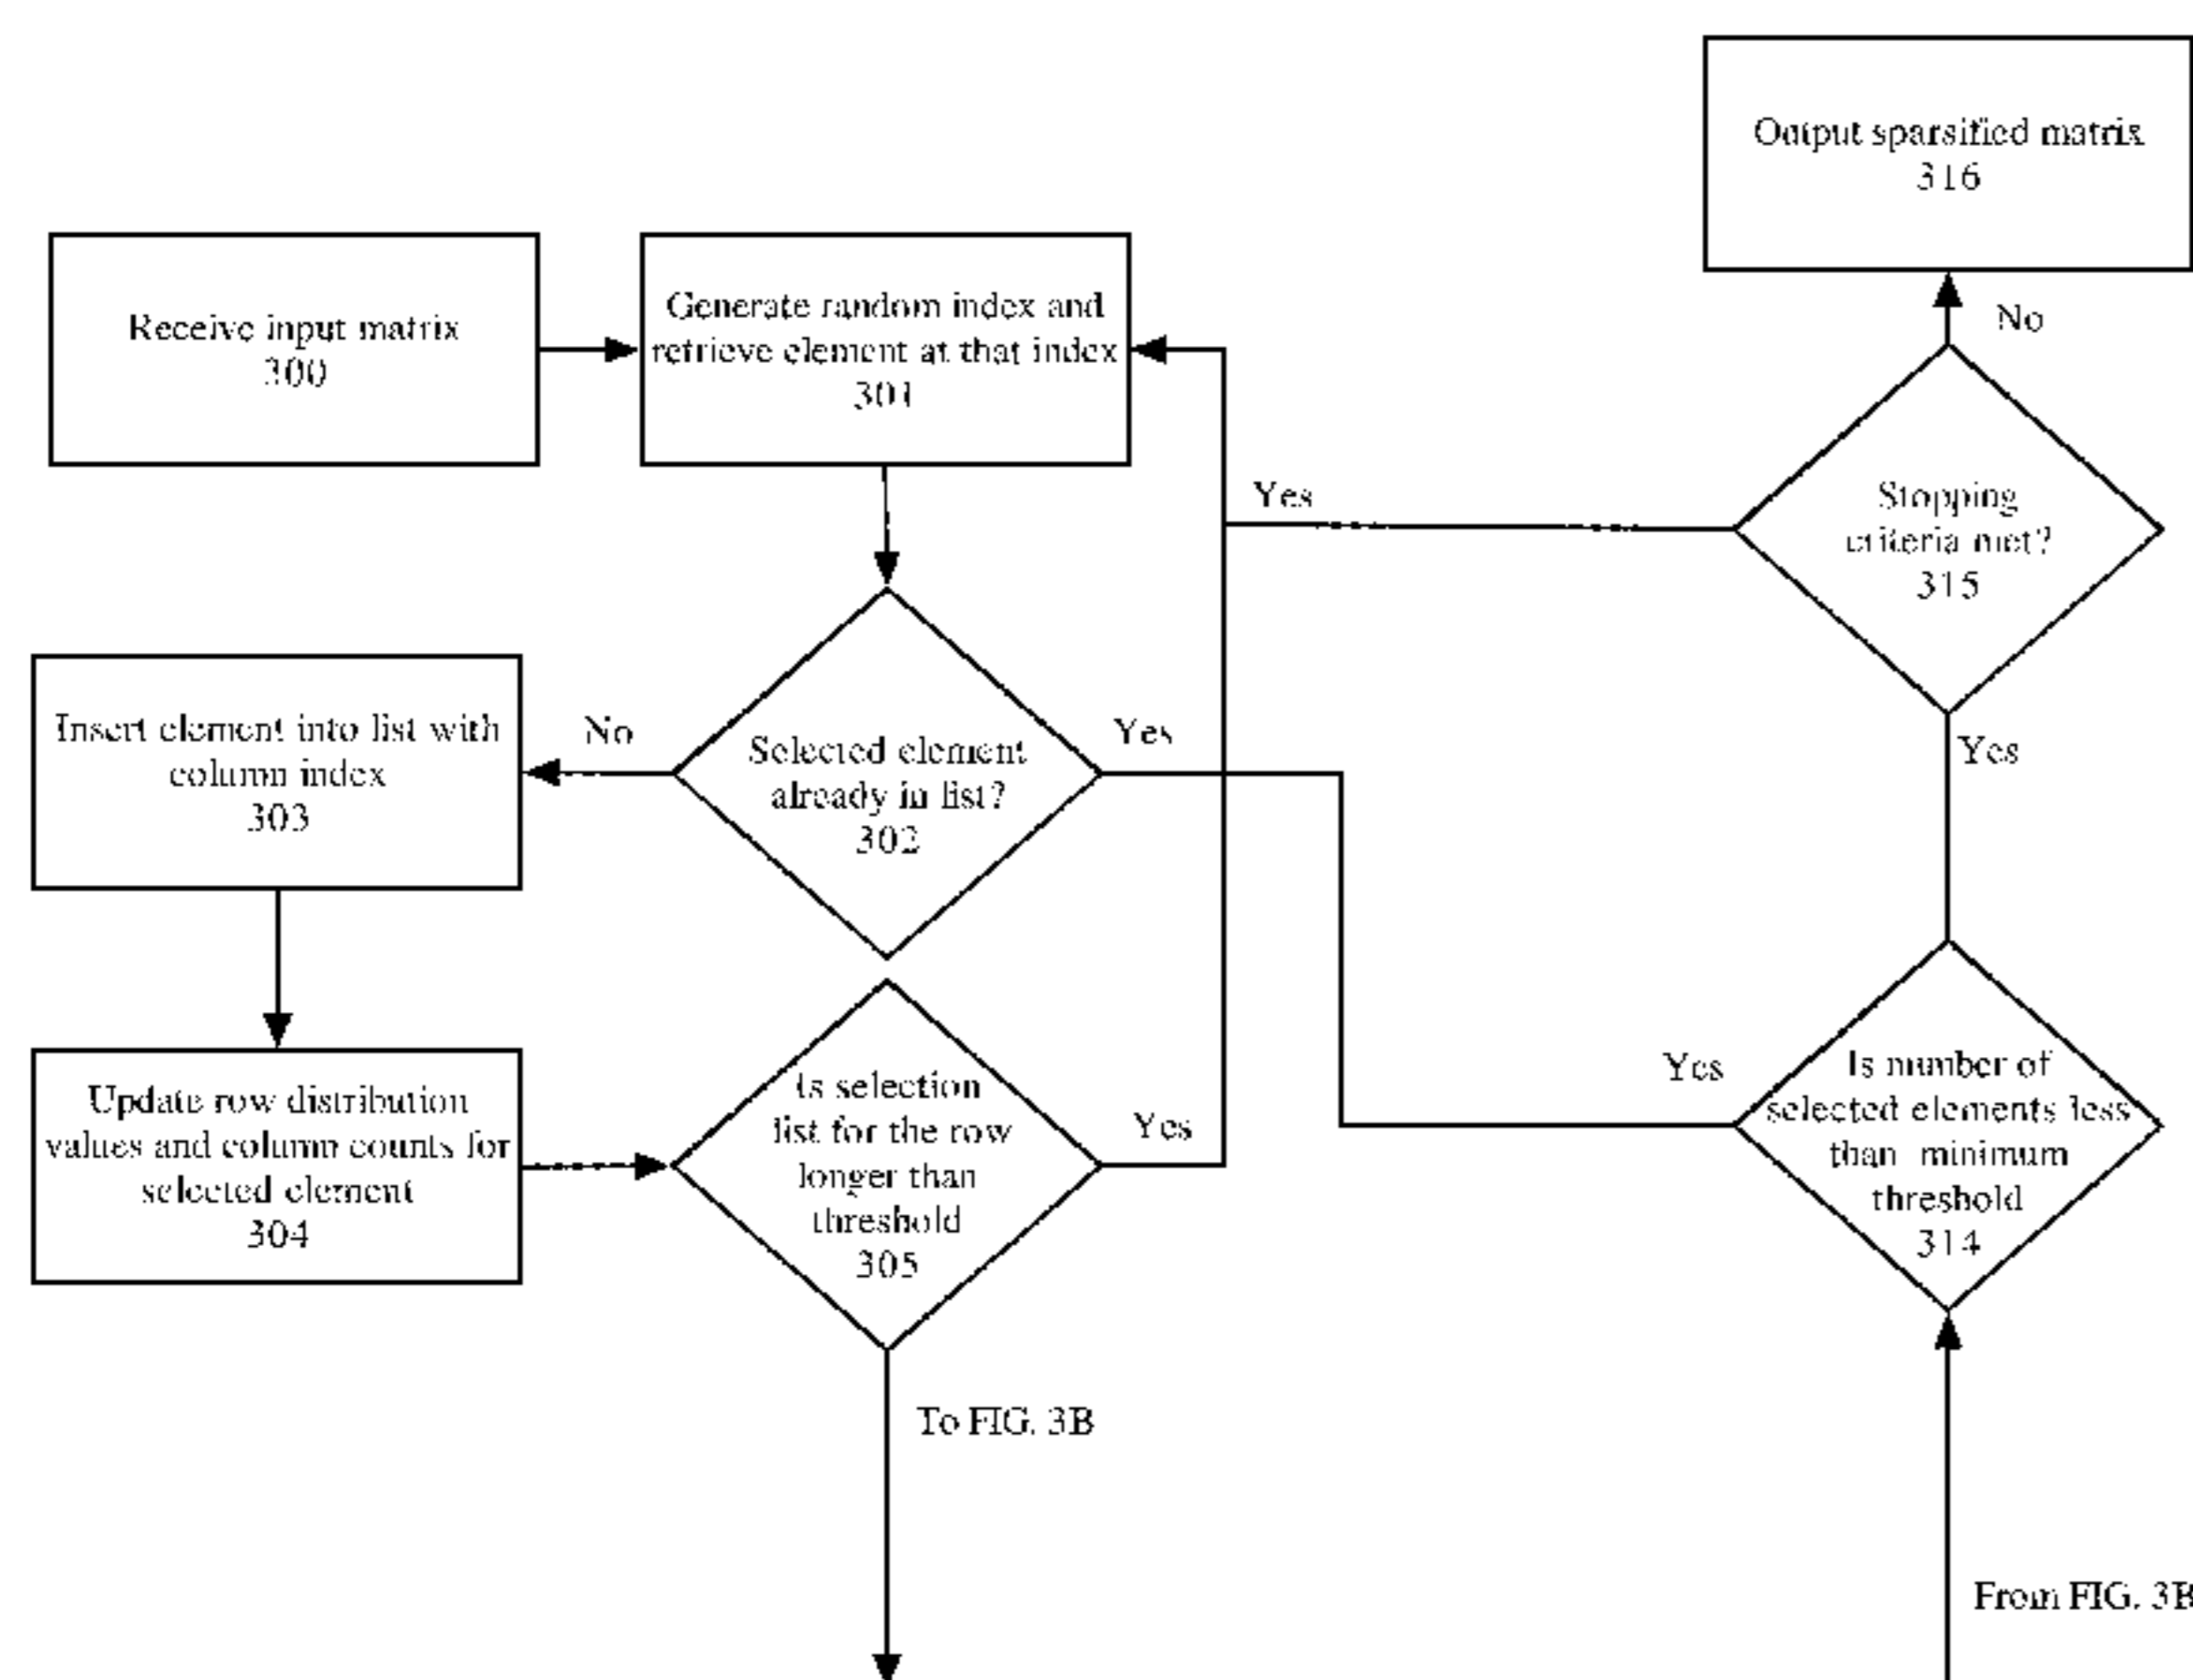 Output sparsified matrix
316
No
Receive input matrix
300
Generate random index and
retrieve element at that index
301
Yes
Stopping
criteria met?
315
Insert element into list with
column index
303
No
Selected element
already in list?
302
Yes
Yes
Update row distribution
values and column counts for
selected element
304
Is selection
list for the row
longer than
threshold
305
Yes
Yes
Is number of
selected elements less
than minimum
threshold
314
To FIG. 3B
From FIG. 3B